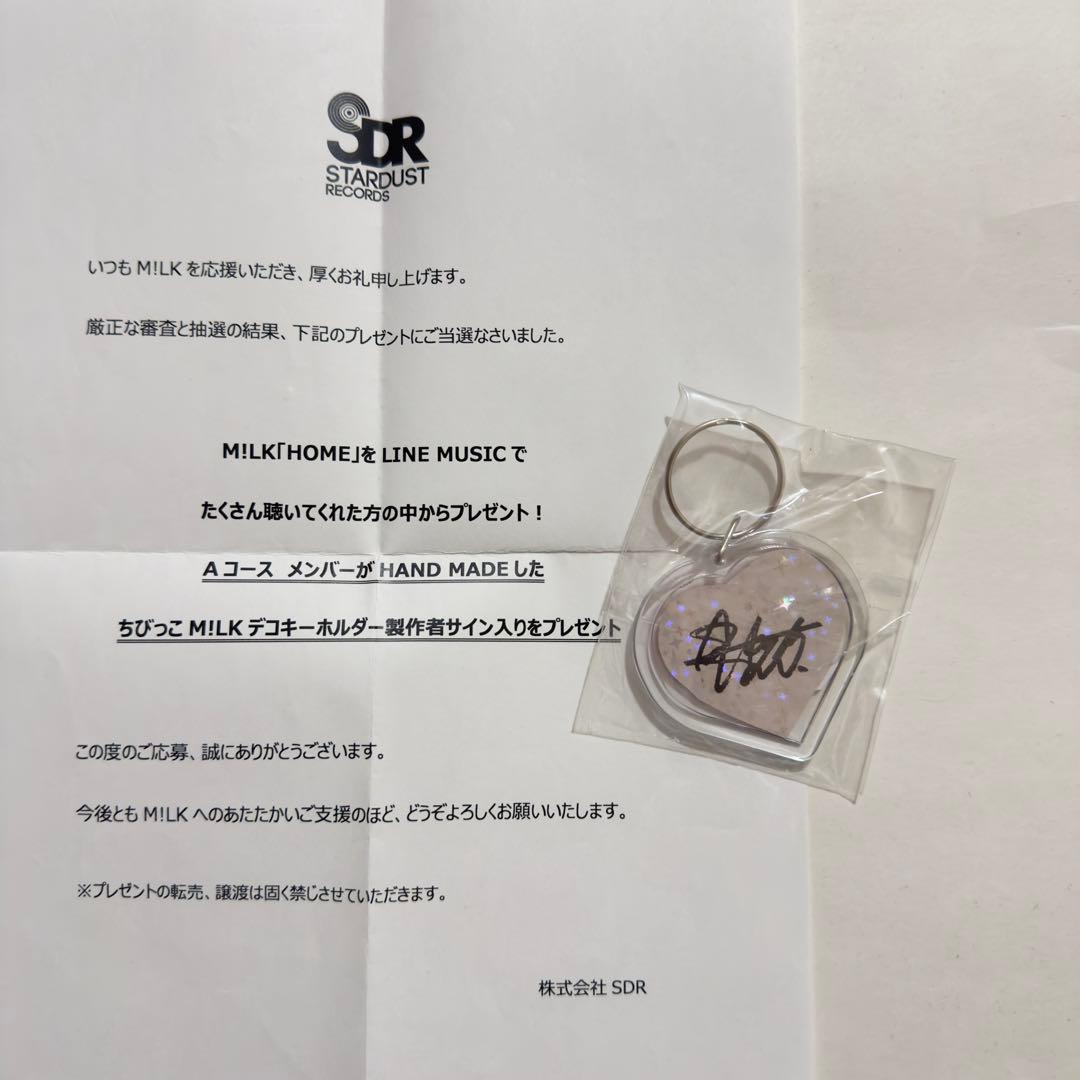 SDR
STARDUST
RECORDS
いつも M!LK を応援いただき、厚くお礼申し上げます。
厳正な審査と抽選の結果、下記のプレゼントにご当選なさいました。
M!LK「HOME」を LINE MUSIC で
たくさん聴いてくれた方の中からプレゼント！
A コース メンバーが HAND MADE した
ちびっこ M!LK デコキーホルダー製作者サイン入りをプレゼント
この度のご応募、誠にありがとうございます。
今後とも M!LK へのあたたかいご支援のほど、どうぞよろしくお願いいたします。
※プレゼントの転売、譲渡は固く禁じさせていただきます。
株式会社 SDR